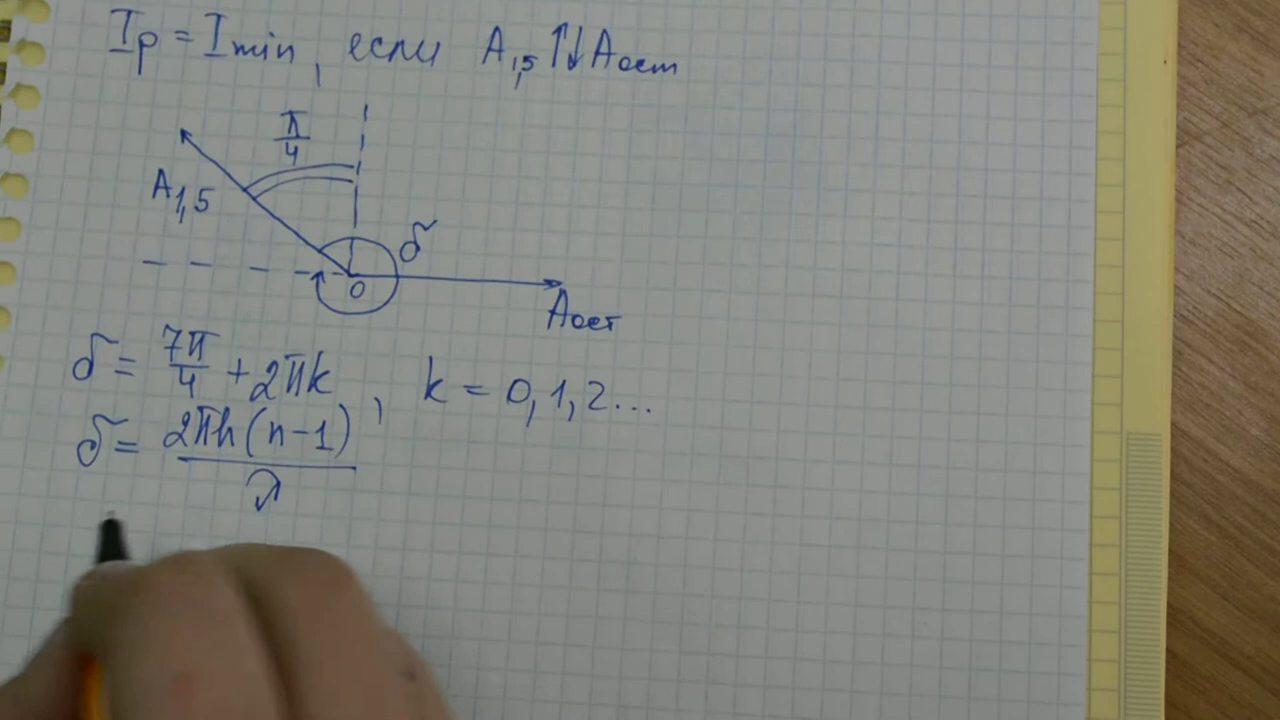 Iр = Imin, если A1,5 ↑↓ Aост
π/4
A1,5
δ
0
Aост
δ = 7π/4 + 2πk, k = 0, 1, 2...
δ = 2πh(n-1)/λ